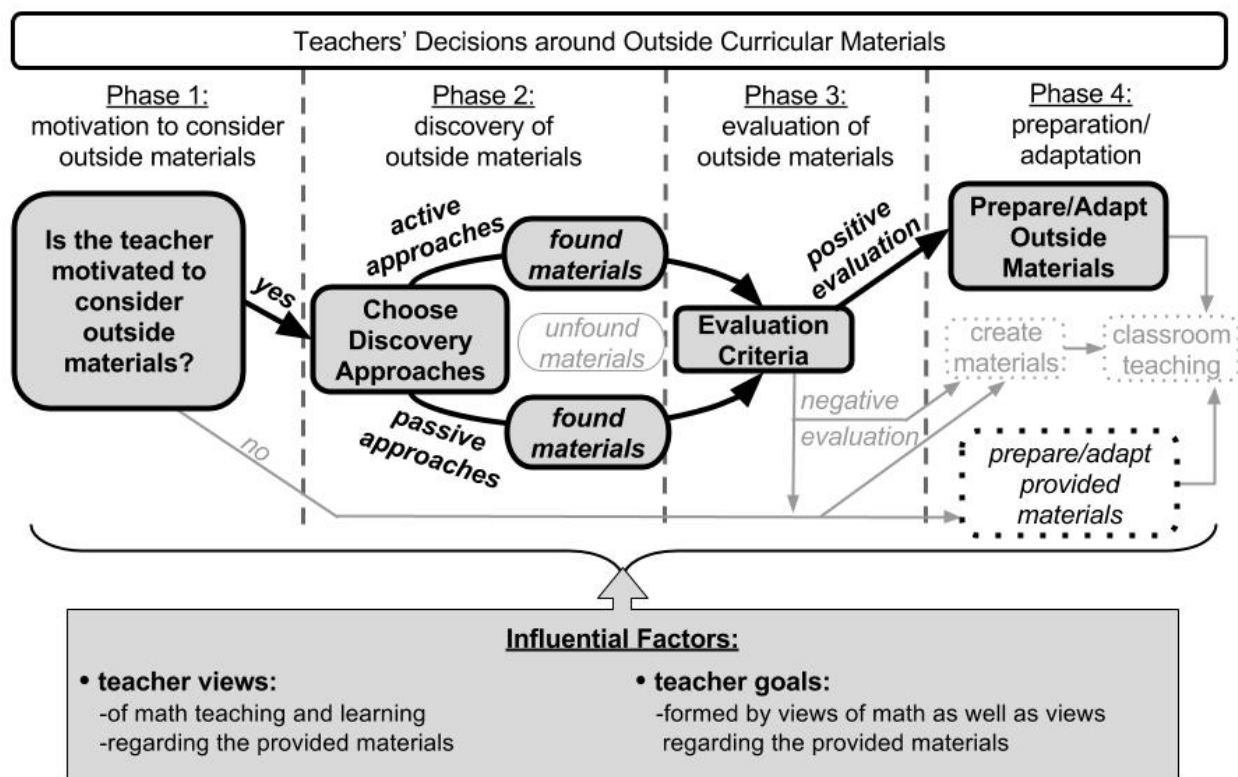 Teachers' Decisions around Outside Curricular Materials
Phase 1:
motivation to consider
outside materials
Phase 2:
discovery of
outside materials
Phase 3:
evaluation of
outside materials
Phase 4:
preparation/
adaptation
Is the teacher
motivated to
consider
outside
materials?
yes
no
active
approaches
Choose
Discovery
Approaches
passive
approaches
found
materials
unfound
materials
found
materials
Evaluation
Criteria
positive
evaluation
negative
evaluation
Prepare/Adapt
Outside
Materials
create
materials
classroom
teaching
prepare/adapt
provided
materials
Influential Factors:
• teacher views:
-of math teaching and learning
-regarding the provided materials
• teacher goals:
-formed by views of math as well as views
regarding the provided materials